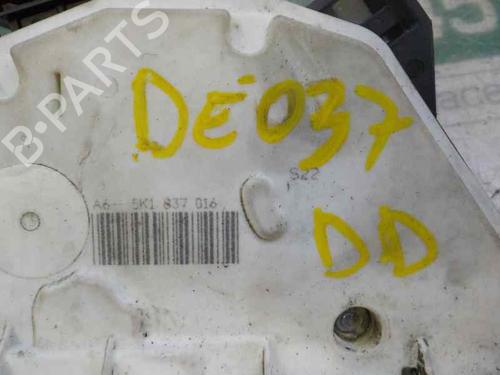 B-PARTS
DE037
S22
A6-- 5K1 837 016
DD